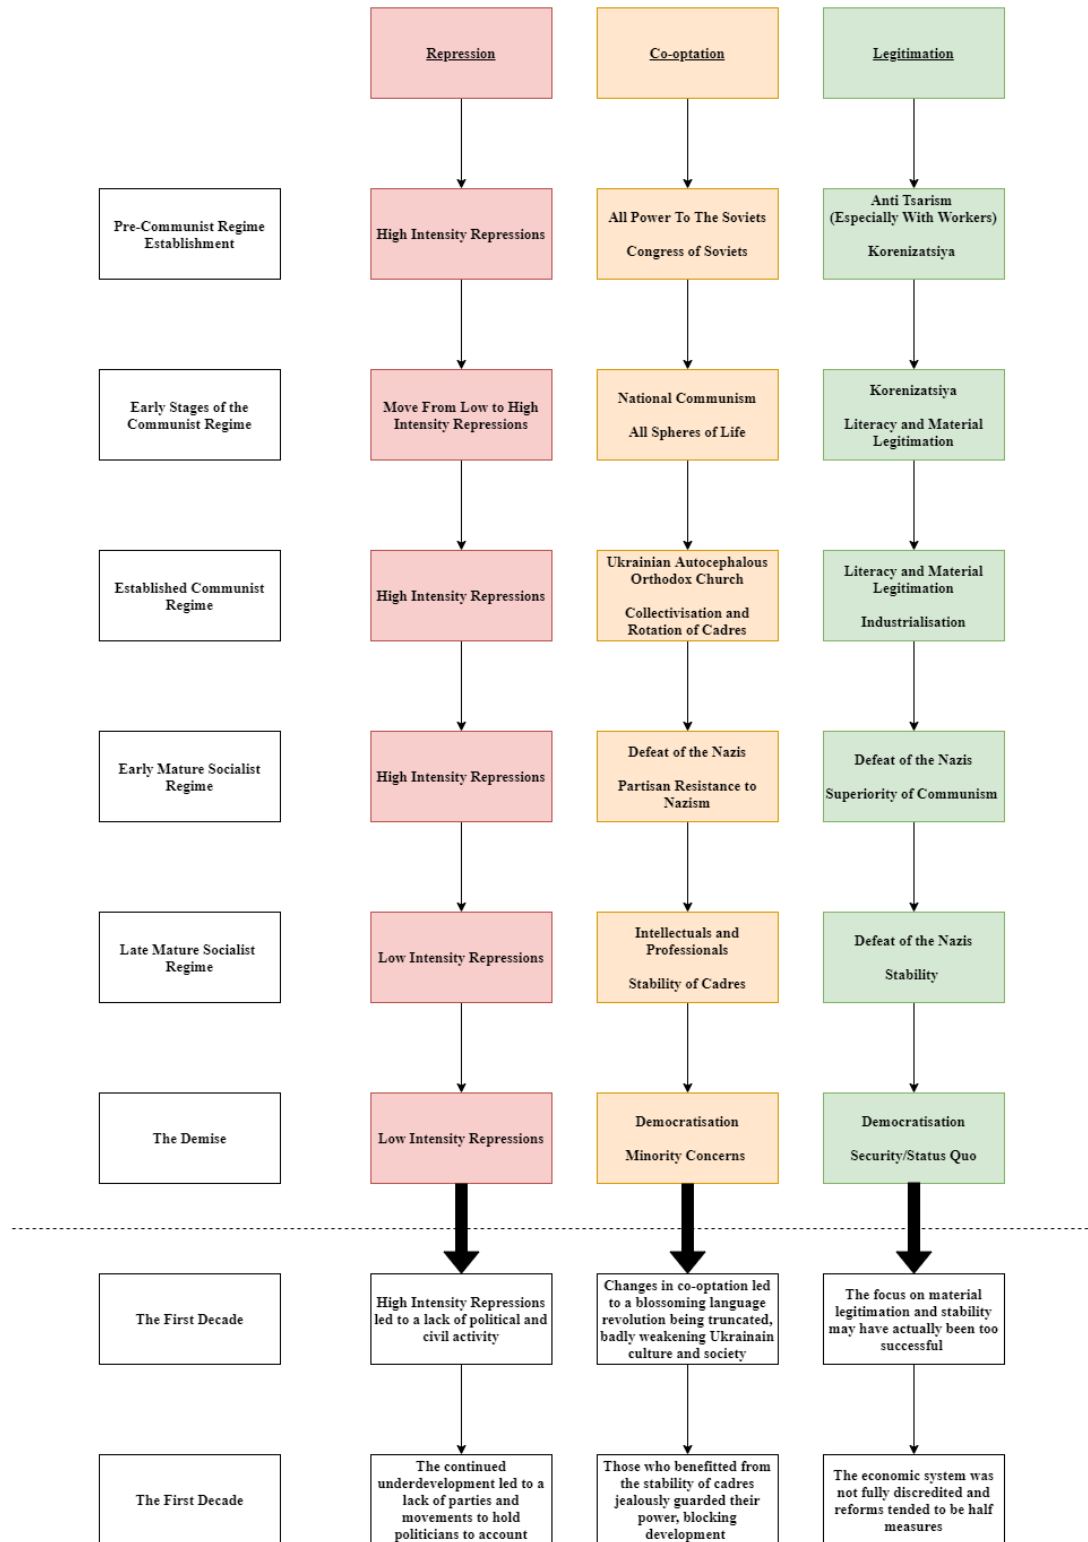 Repression
Co-optation
Legitimation
Pre-Communist Regime
Establishment
High Intensity Repressions
All Power To The Soviets
Congress of Soviets
Anti Tsarism
(Especially With Workers)
Korenizatsiya
Early Stages of the
Communist Regime
Move From Low to High
Intensity Repressions
National Communism
All Spheres of Life
Korenizatsiya
Literacy and Material
Legitimation
Established Communist
Regime
High Intensity Repressions
Ukrainian Autocephalous
Orthodox Church
Collectivisation and
Rotation of Cadres
Literacy and Material
Legitimation
Industrialisation
Early Mature Socialist
Regime
High Intensity Repressions
Defeat of the Nazis
Partisan Resistance to
Nazism
Defeat of the Nazis
Superiority of Communism
Late Mature Socialist
Regime
Low Intensity Repressions
Intellectuals and
Professionals
Stability of Cadres
Defeat of the Nazis
Stability
The Demise
Low Intensity Repressions
Democratisation
Minority Concerns
Democratisation
Security/Status Quo
The First Decade
High Intensity Repressions
led to a lack of political and
civil activity
Changes in co-optation led
to a blossoming language
revolution being truncated,
badly weakening Ukrainain
culture and society
The focus on material
legitimation and stability
may have actually been too
successful
The First Decade
The continued
underdevelopment led to a
lack of parties and
movements to hold
politicians to account
Those who benefitted from
the stability of cadres
jealously guarded their
power, blocking
development
The economic system was
not fully discredited and
reforms tended to be half
measures